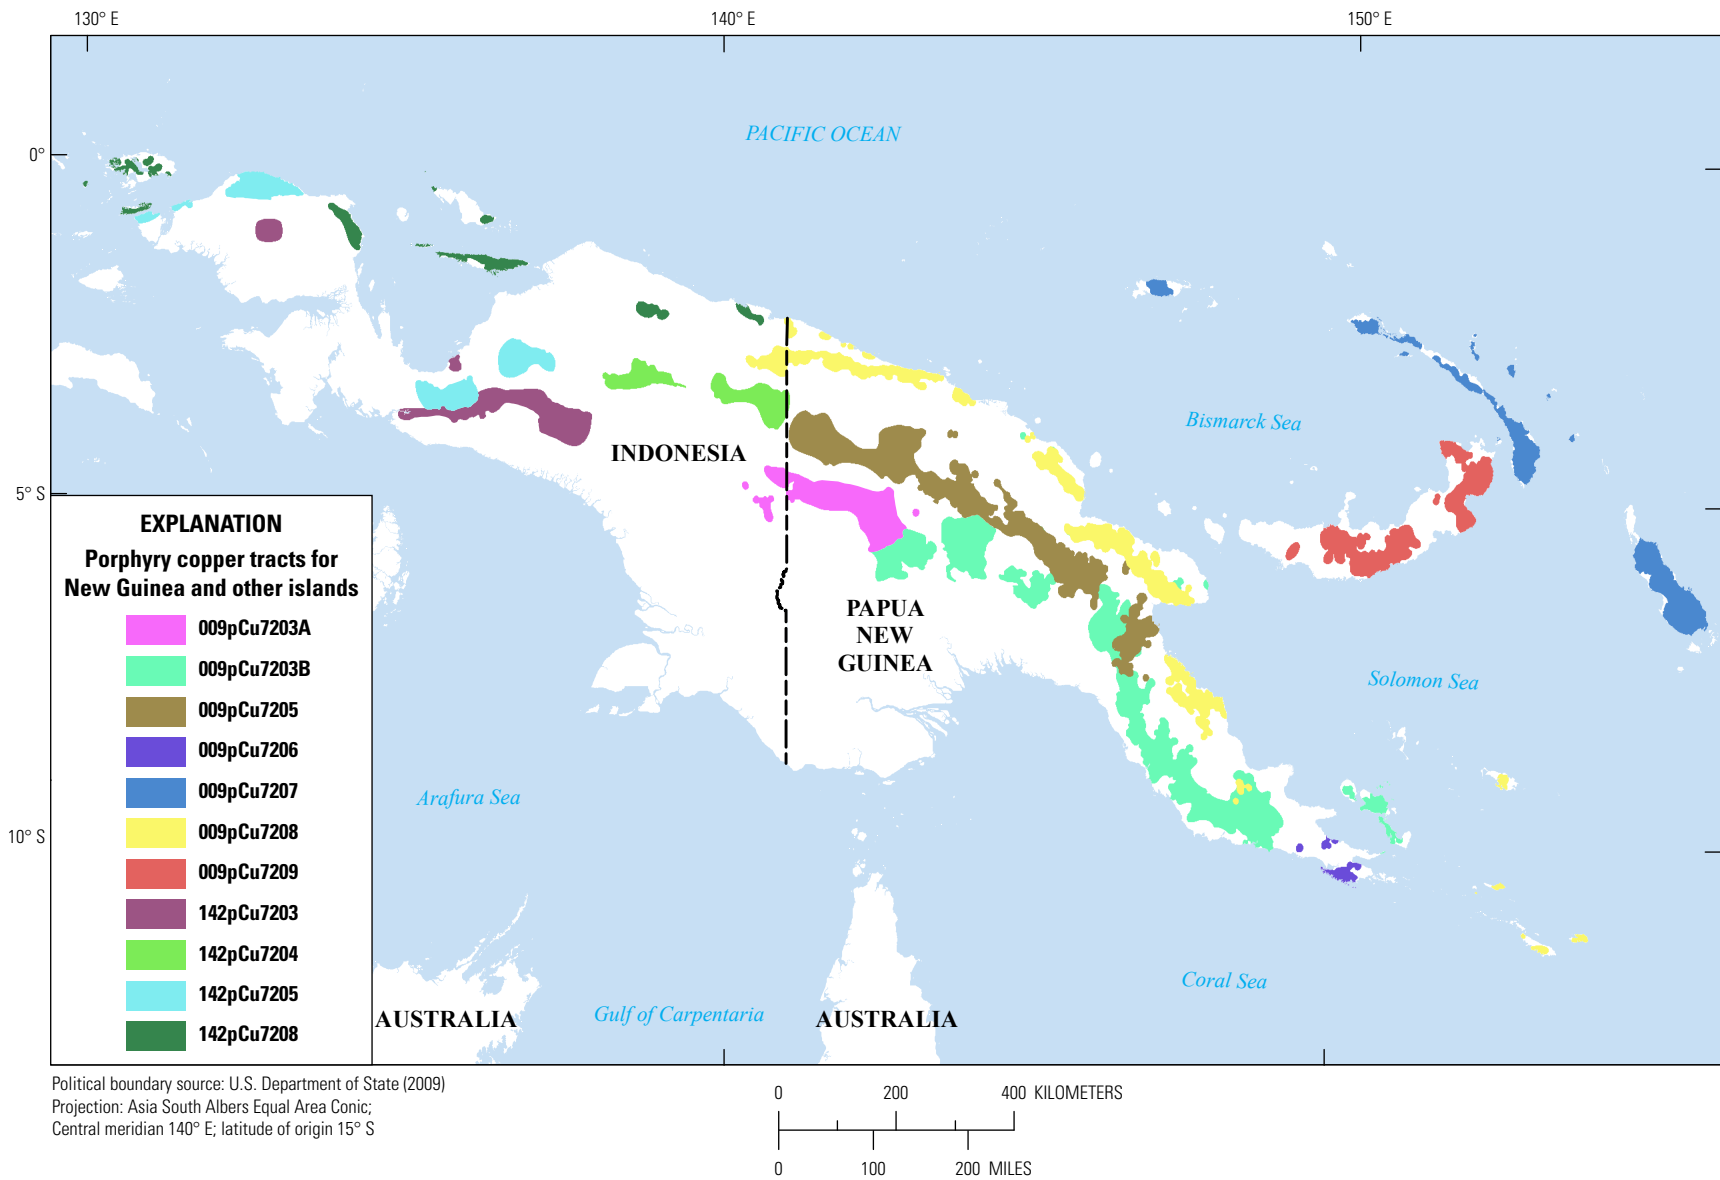 130° E
140° E
150° E
PACIFIC OCEAN
0°
Bismarck Sea
INDONESIA
5° S
EXPLANATION
Porphyry copper tracts for
New Guinea and other islands
009pCu7203A
009pCu7203B
009pCu7205
009pCu7206
009pCu7207
009pCu7208
009pCu7209
142pCu7203
142pCu7204
142pCu7205
142pCu7208
PAPUA
NEW
GUINEA
Solomon Sea
Arafura Sea
10° S
Coral Sea
Gulf of Carpentaria
AUSTRALIA
AUSTRALIA
Political boundary source: U.S. Department of State (2009)
Projection: Asia South Albers Equal Area Conic;
Central meridian 140° E; latitude of origin 15° S
0 200 400 KILOMETERS
0 100 200 MILES